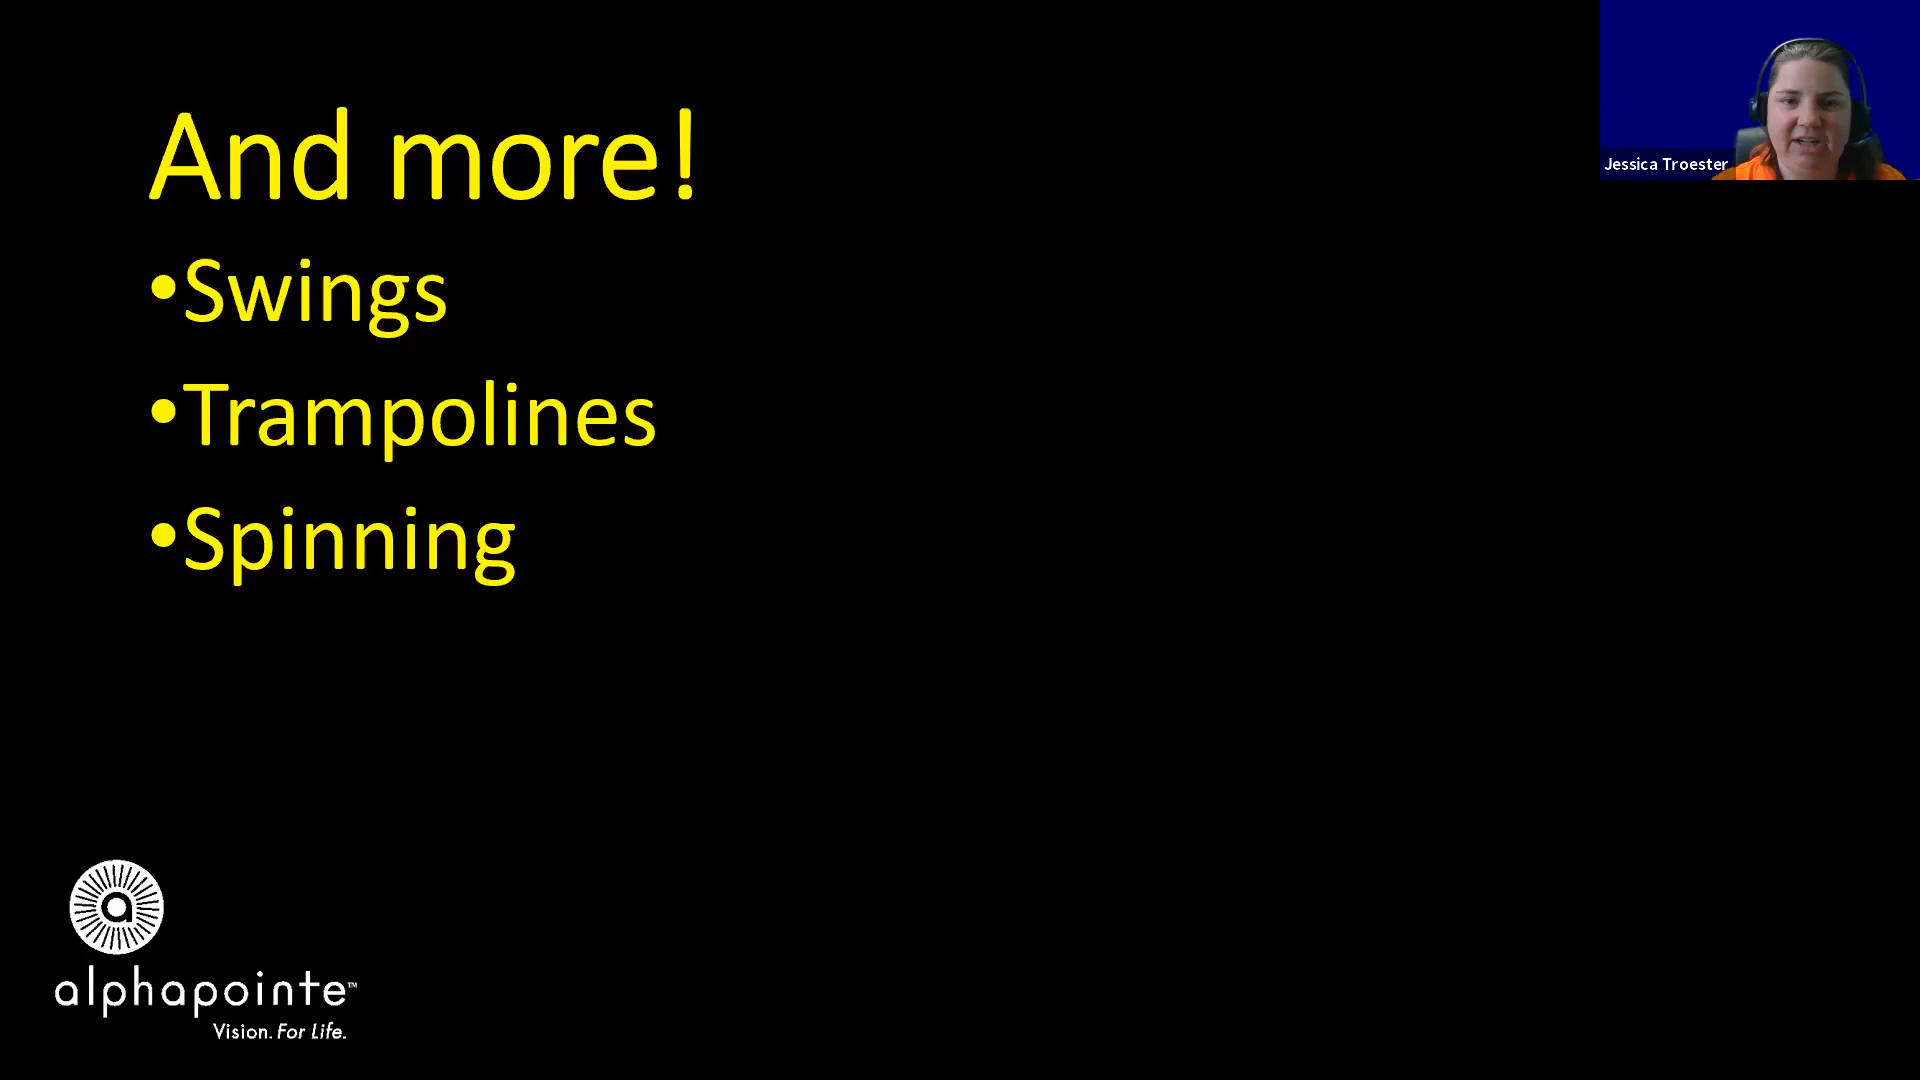 And more!
•Swings
•Trampolines
•Spinning
Jessica Troester
a
alphapointe™
Vision. For Life.